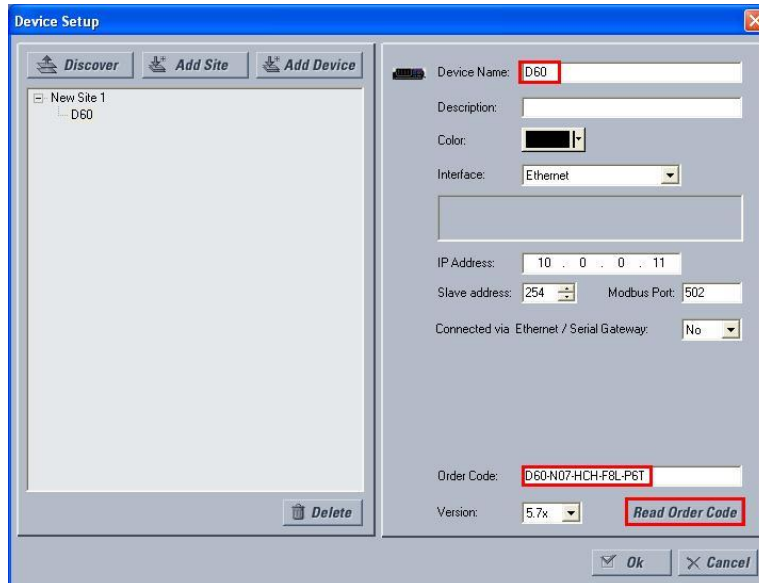 Device Setup
Discover
Add Site
Add Device
New Site 1
D60
Delete
Device Name: D60
Description:
Color:
Interface: Ethernet
IP Address: 10 . 0 . 0 . 11
Slave address: 254 Modbus Port: 502
Connected via Ethernet / Serial Gateway: No
Order Code: D60-N07-HCH-F8L-P6T
Version: 5.7x Read Order Code
Ok Cancel